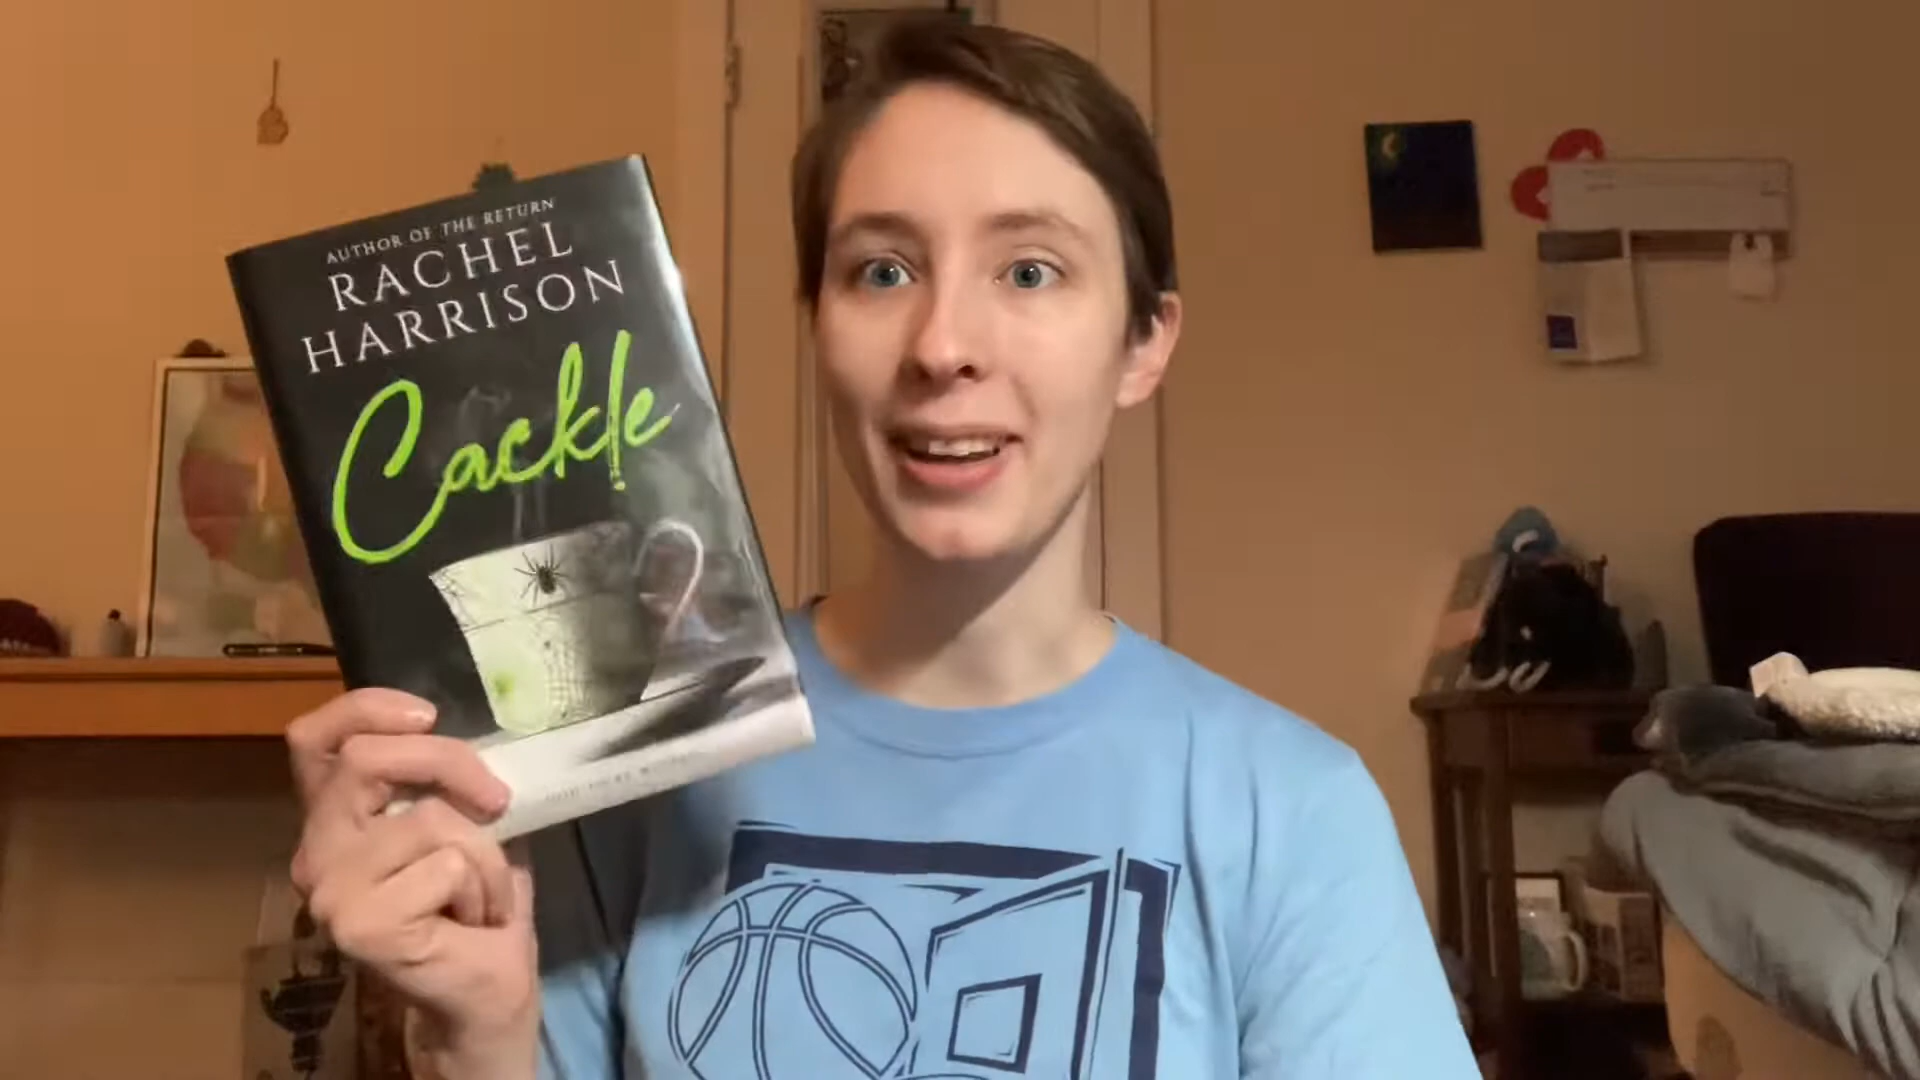 AUTHOR OF THE RETURN
RACHEL
HARRISON
Cackle